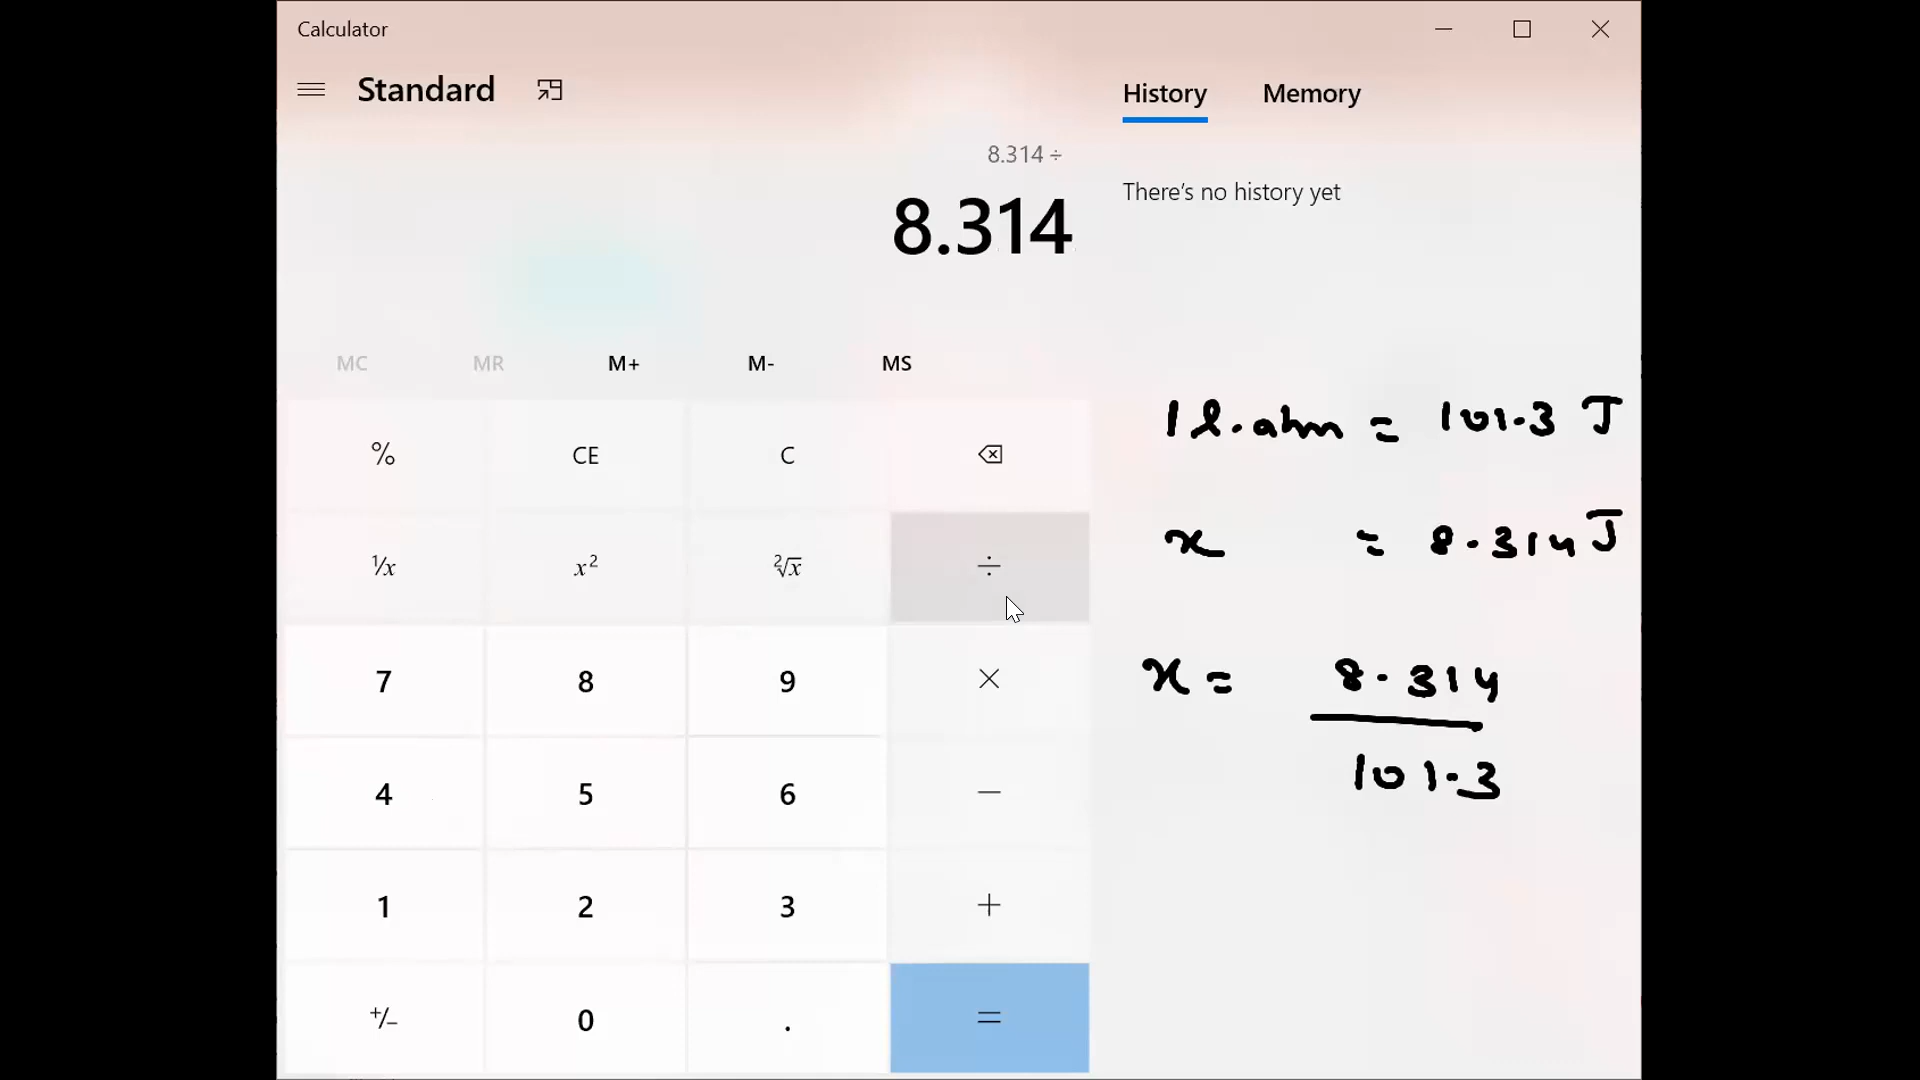 Calculator
Standard
History Memory
8.314 ÷
There's no history yet
8.314
MC MR M+ M- MS
% CE C
1 l.atm = 101.3 J
⅟x x² ²√x ÷
x = 8.314 J
7 8 9 ×
x = 8.314
101.3
4 5 6 −
1 2 3 +
+/− 0 . =